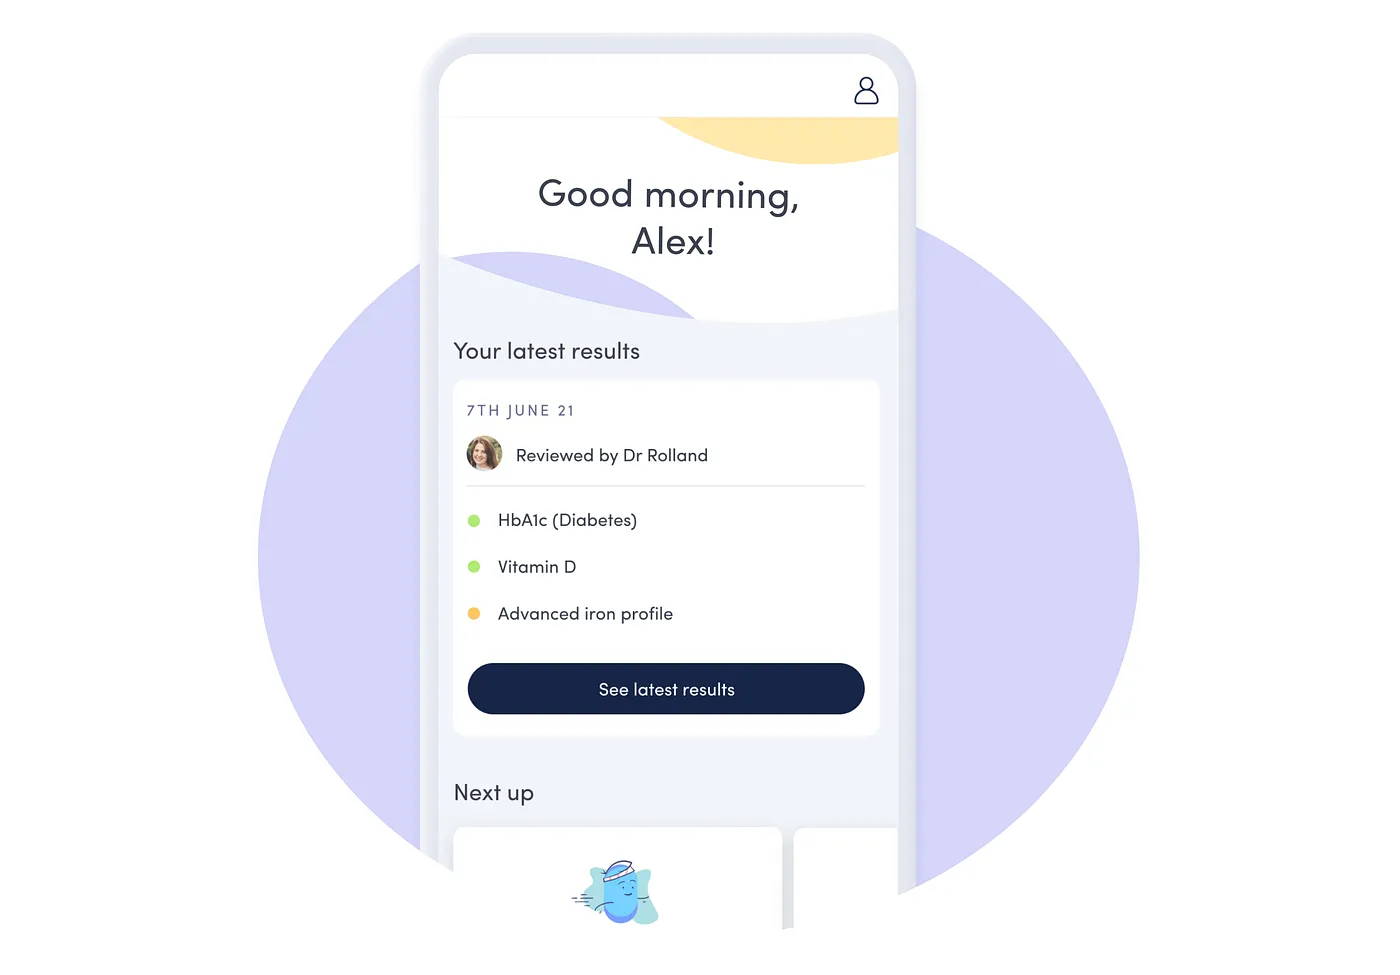 Good morning,
Alex!
Your latest results
7TH JUNE 21
Reviewed by Dr Rolland
HbA1c (Diabetes)
Vitamin D
Advanced iron profile
See latest results
Next up